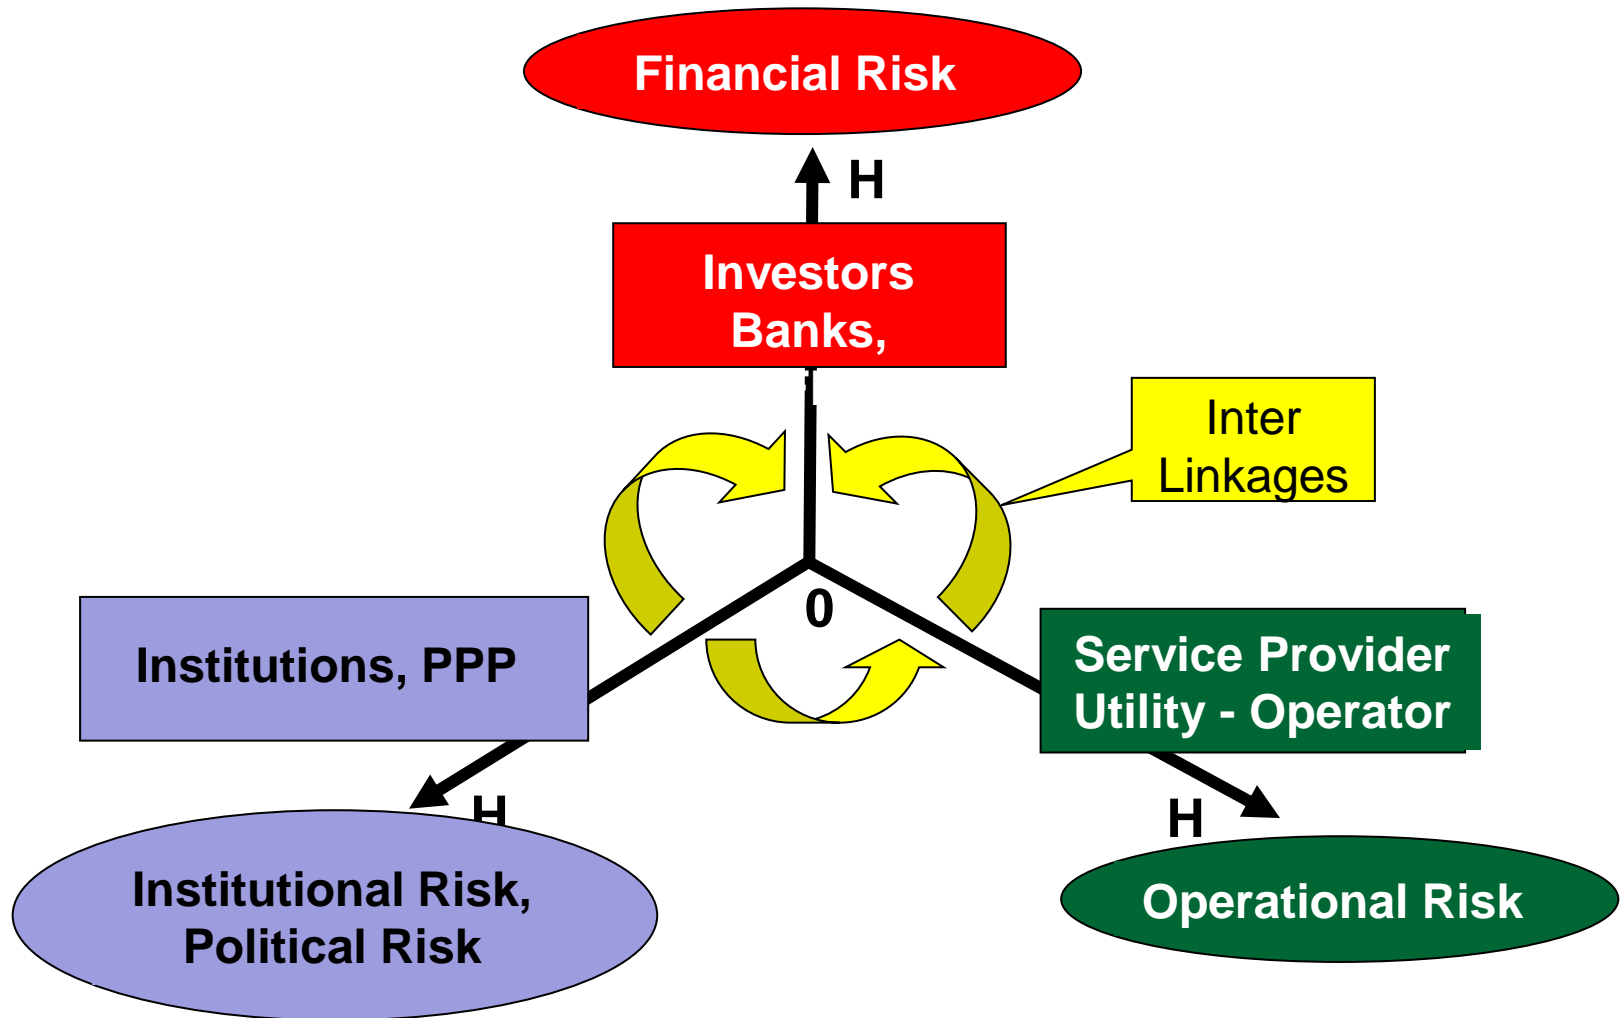 Financial Risk
H
Investors
Banks,
Inter
Linkages
0
Institutions, PPP
Service Provider
Utility - Operator
H
H
Institutional Risk,
Political Risk
Operational Risk